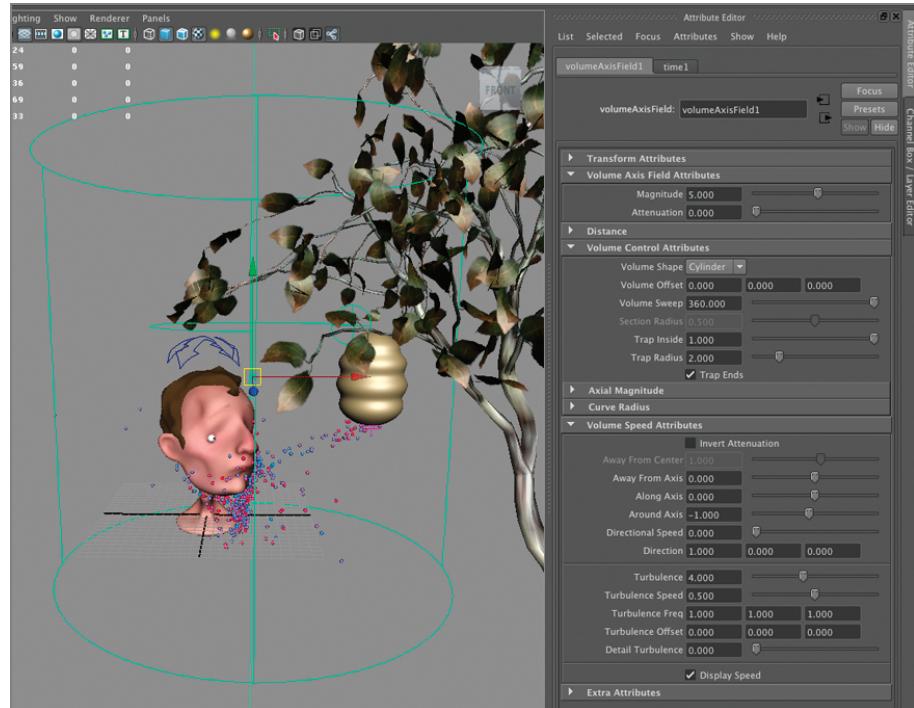 ghting Show Renderer Panels
24 0 0
59 0 0
36 0 0
69 0 0
33 0 0
FRONT
Attribute Editor
List Selected Focus Attributes Show Help
volumeAxisField1 time1
volumeAxisField: volumeAxisField1
Focus
Presets
Show Hide
Transform Attributes
Volume Axis Field Attributes
Magnitude 5.000
Attenuation 0.000
Distance
Volume Control Attributes
Volume Shape Cylinder
Volume Offset 0.000 0.000 0.000
Volume Sweep 360.000
Section Radius 0.500
Trap Inside 1.000
Trap Radius 2.000
Trap Ends
Axial Magnitude
Curve Radius
Volume Speed Attributes
Invert Attenuation
Away From Center 1.000
Away From Axis 0.000
Along Axis 0.000
Around Axis -1.000
Directional Speed 0.000
Direction 1.000 0.000 0.000
Turbulence 4.000
Turbulence Speed 0.500
Turbulence Freq 1.000 1.000 1.000
Turbulence Offset 0.000 0.000 0.000
Detail Turbulence 0.000
Display Speed
Extra Attributes
Attribute Editor
Channel Box / Layer Editor